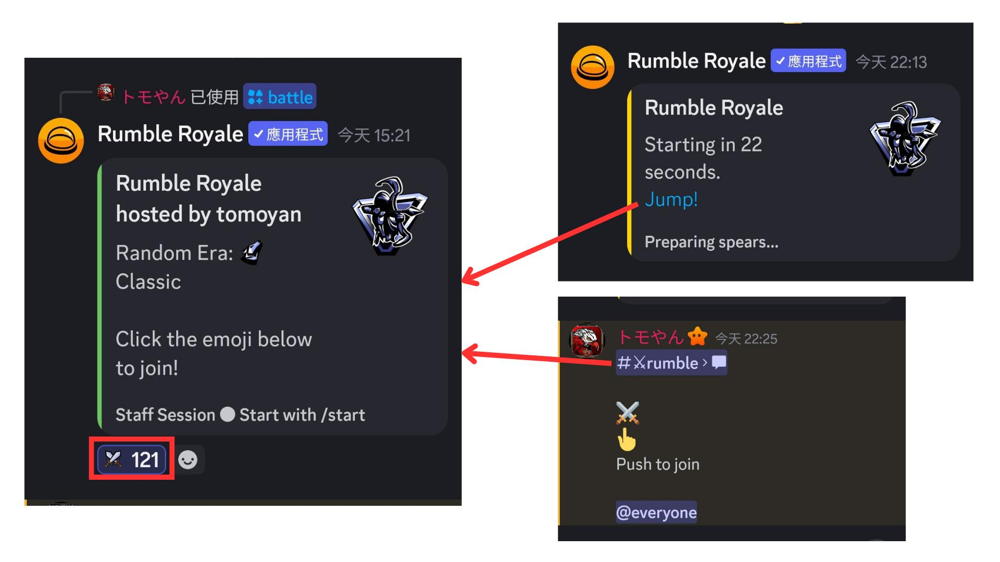 トモやん 已使用 battle
Rumble Royale ✓應用程式 今天 15:21
Rumble Royale
hosted by tomoyan
Random Era:
Classic
Click the emoji below
to join!
Staff Session ● Start with /start
⚔ 121
Rumble Royale ✓應用程式 今天 22:13
Rumble Royale
Starting in 22
seconds.
Jump!
Preparing spears...
トモやん 今天 22:25
#⚔rumble ›
Push to join
@everyone